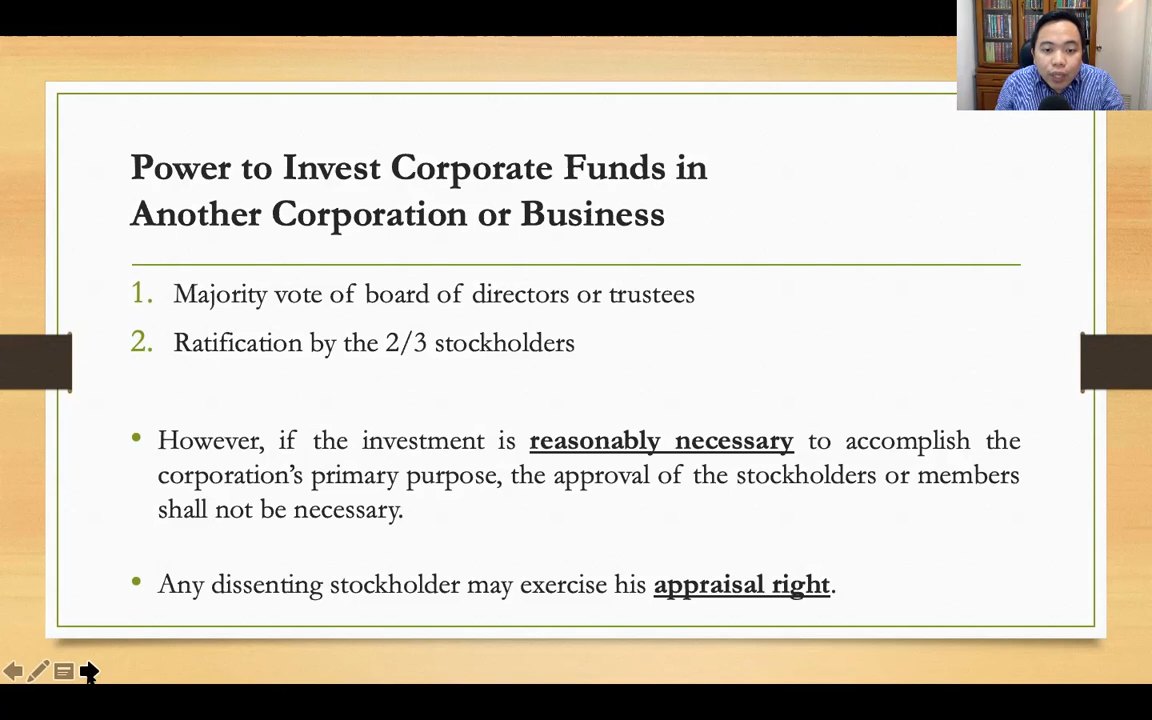 Power to Invest Corporate Funds in
Another Corporation or Business
1. Majority vote of board of directors or trustees
2. Ratification by the 2/3 stockholders
• However, if the investment is reasonably necessary to accomplish the
corporation’s primary purpose, the approval of the stockholders or members
shall not be necessary.
• Any dissenting stockholder may exercise his appraisal right.